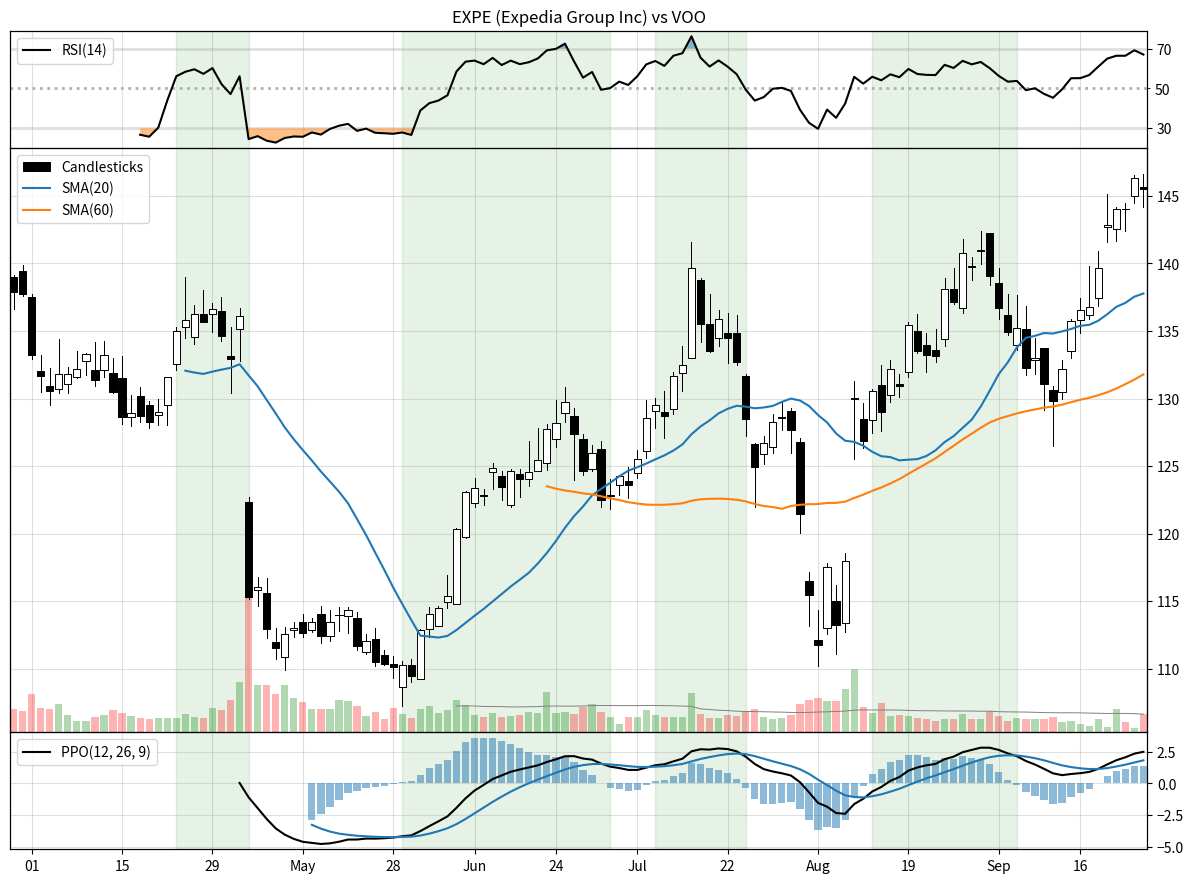 EXPE (Expedia Group Inc) vs VOO
RSI(14)
70
50
30
Candlesticks
SMA(20)
SMA(60)
145
140
135
130
125
120
115
110
PPO(12, 26, 9)
2.5
0.0
−2.5
−5.0
01 15 29 May 28 Jun 24 Jul 22 Aug 19 Sep 16